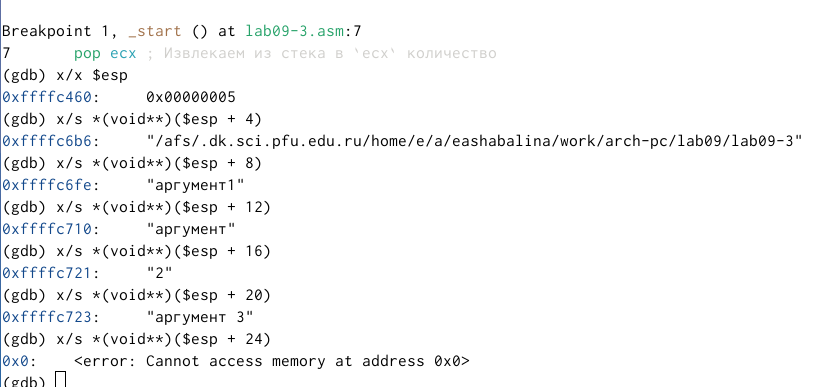 Breakpoint 1, _start () at lab09-3.asm:7
7 pop ecx ; Извлекаем из стека в `ecx` количество
(gdb) x/x $esp
0xffffc460: 0x00000005
(gdb) x/s *(void**)($esp + 4)
0xffffc6b6: "/afs/.dk.sci.pfu.edu.ru/home/e/a/eashabalina/work/arch-pc/lab09/lab09-3"
(gdb) x/s *(void**)($esp + 8)
0xffffc6fe: "аргумент1"
(gdb) x/s *(void**)($esp + 12)
0xffffc710: "аргумент"
(gdb) x/s *(void**)($esp + 16)
0xffffc721: "2"
(gdb) x/s *(void**)($esp + 20)
0xffffc723: "аргумент 3"
(gdb) x/s *(void**)($esp + 24)
0x0: <error: Cannot access memory at address 0x0>
(gdb)